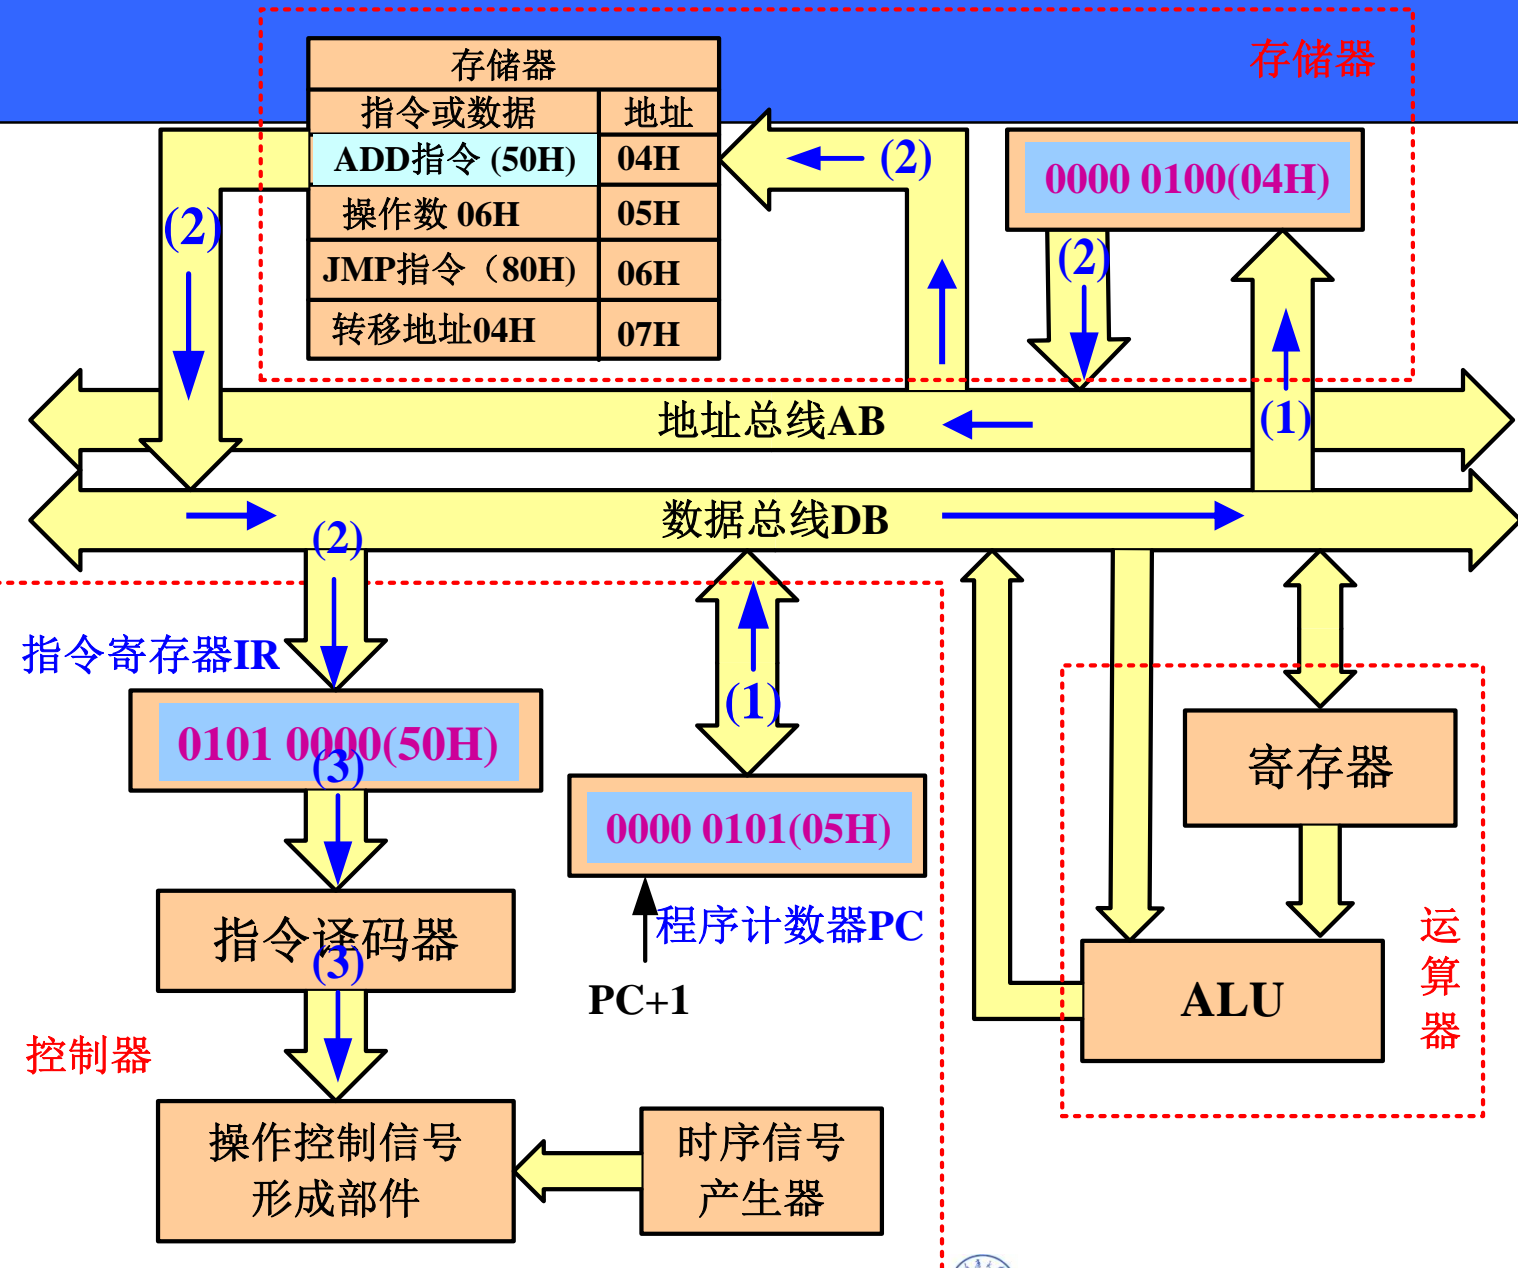 存储器
存储器
指令或数据 地址
ADD指令 (50H) 04H
操作数 06H 05H
JMP指令（80H) 06H
转移地址04H 07H
(2)
0000 0100(04H)
(2)
(2)
(1)
地址总线AB
数据总线DB
(2)
(1)
指令寄存器IR
0101 0000(50H)
(3)
0000 0101(05H)
程序计数器PC
PC+1
寄存器
指令译码器
(3)
ALU
运算器
控制器
操作控制信号
形成部件
时序信号
产生器